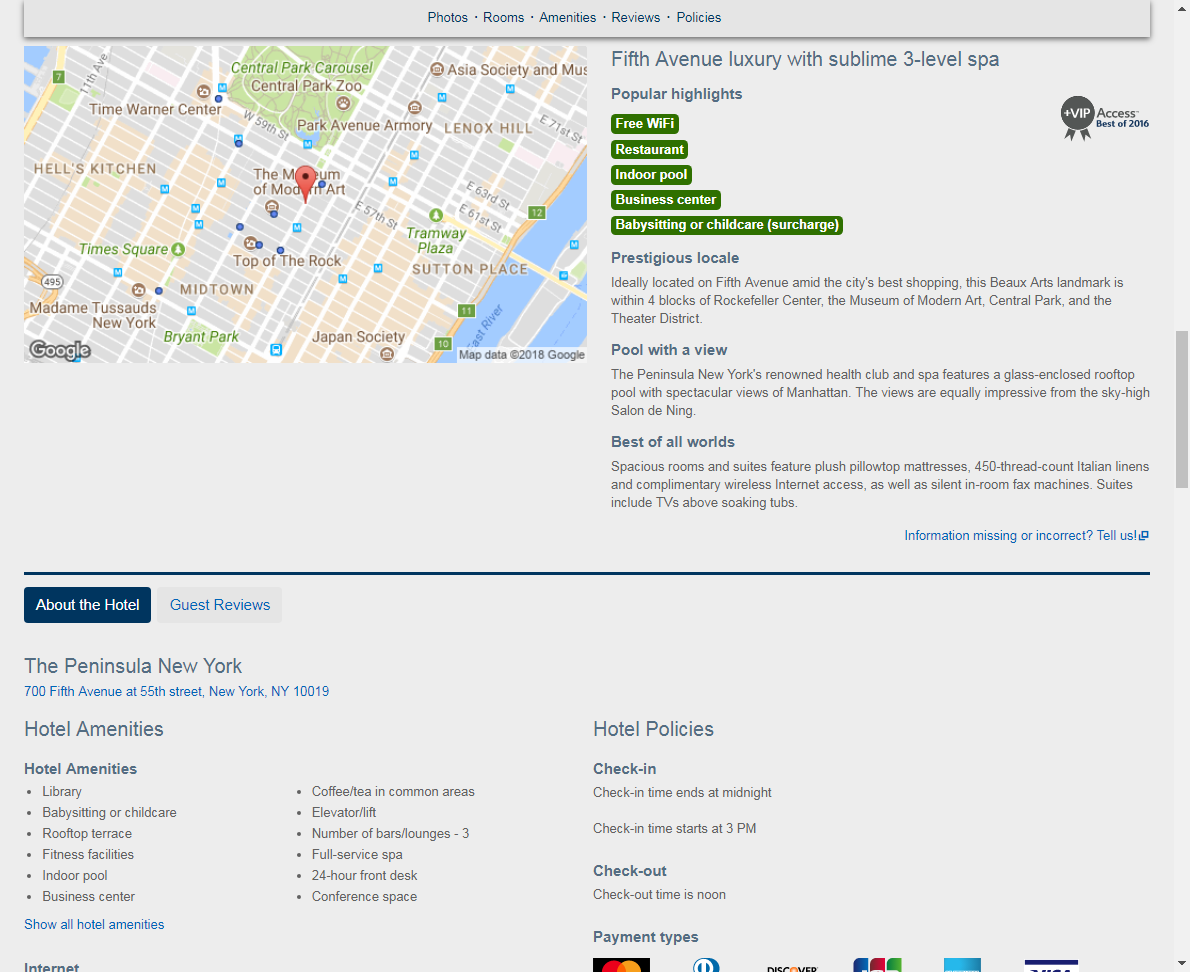 Photos · Rooms · Amenities · Reviews · Policies
Central Park Carousel
Central Park Zoo
Asia Society and Mus
7
11th Ave
Time Warner Center
W 59th St
Park Avenue Armory
LENOX HILL
E 71st St
HELL'S KITCHEN
The Museum
of Modern Art
E 63rd St
E 61st St
E 57th St
12
Tramway
Plaza
Times Square
Top of The Rock
SUTTON PLACE
495
MIDTOWN
Madame Tussauds
New York
11
East River
Bryant Park
Japan Society
10
Google
Map data ©2018 Google
Fifth Avenue luxury with sublime 3-level spa
Popular highlights
+VIP Access™
Best of 2016
Free WiFi
Restaurant
Indoor pool
Business center
Babysitting or childcare (surcharge)
Prestigious locale
Ideally located on Fifth Avenue amid the city's best shopping, this Beaux Arts landmark is
within 4 blocks of Rockefeller Center, the Museum of Modern Art, Central Park, and the
Theater District.
Pool with a view
The Peninsula New York's renowned health club and spa features a glass-enclosed rooftop
pool with spectacular views of Manhattan. The views are equally impressive from the sky-high
Salon de Ning.
Best of all worlds
Spacious rooms and suites feature plush pillowtop mattresses, 450-thread-count Italian linens
and complimentary wireless Internet access, as well as silent in-room fax machines. Suites
include TVs above soaking tubs.
Information missing or incorrect? Tell us!
About the Hotel
Guest Reviews
The Peninsula New York
700 Fifth Avenue at 55th street, New York, NY 10019
Hotel Amenities
Hotel Amenities
• Library
• Babysitting or childcare
• Rooftop terrace
• Fitness facilities
• Indoor pool
• Business center
• Coffee/tea in common areas
• Elevator/lift
• Number of bars/lounges - 3
• Full-service spa
• 24-hour front desk
• Conference space
Show all hotel amenities
Internet
Hotel Policies
Check-in
Check-in time ends at midnight
Check-in time starts at 3 PM
Check-out
Check-out time is noon
Payment types
DISCOVER
VISA